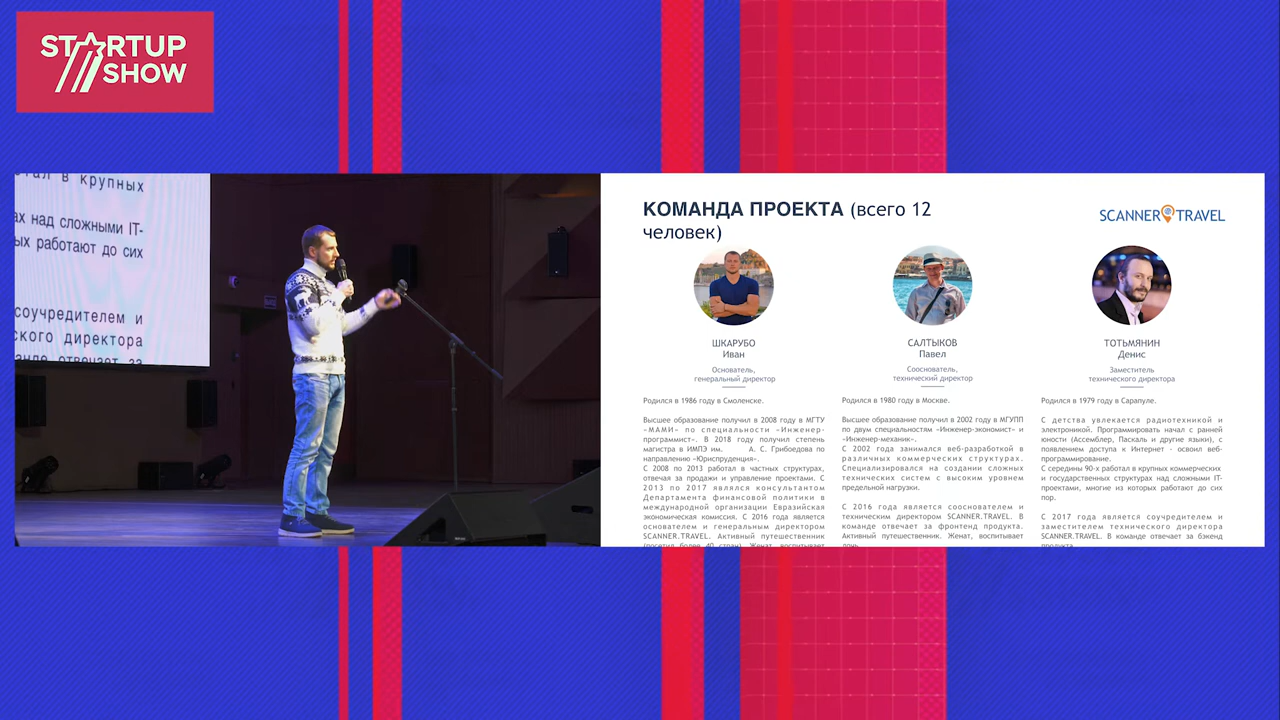 STARTUP
SHOW
в крупных
ах над сложными IT-
ых работают до сих
соучредителем и
ского директора
отвечает за
КОМАНДА ПРОЕКТА (всего 12
человек)
SCANNER TRAVEL
ШКАРУБО
Иван
Основатель,
генеральный директор
Родился в 1986 году в Смоленске.
Высшее образование получил в 2008 году в МГТУ
«МАМИ» по специальности «Инженер-
программист». В 2018 году получил степень
магистра в ИМПЭ им. А. С. Грибоедова по
направлению «Юриспруденция».
С 2008 по 2013 работал в частных структурах,
отвечая за продажи и управление проектами. С
2013 по 2017 являлся консультантом
Департамента финансовой политики в
международной организации Евразийская
экономическая комиссия. С 2016 года является
основателем и генеральным директором
SCANNER.TRAVEL. Активный путешественник
(посетил более 40 стран). Женат, воспитывает
САЛТЫКОВ
Павел
Сооснователь,
технический директор
Родился в 1980 году в Москве.
Высшее образование получил в 2002 году в МГУПП
по двум специальностям «Инженер-экономист» и
«Инженер-механик».
С 2002 года занимался веб-разработкой в
различных коммерческих структурах.
Специализировался на создании сложных
технических систем с высоким уровнем
предельной нагрузки.
С 2016 года является сооснователем и
техническим директором SCANNER.TRAVEL. В
команде отвечает за фронтенд продукта.
Активный путешественник. Женат, воспитывает
дочь.
ТОТЬМЯНИН
Денис
Заместитель
технического директора
Родился в 1979 году в Сарапуле.
С детства увлекается радиотехникой и
электроникой. Программировать начал с ранней
юности (Ассемблер, Паскаль и другие языки), с
появлением доступа к Интернет - освоил веб-
программирование.
С середины 90-х работал в крупных коммерческих
и государственных структурах над сложными IT-
проектами, многие из которых работают до сих
пор.
С 2017 года является соучредителем и
заместителем технического директора
SCANNER.TRAVEL. В команде отвечает за бэкенд
продукта.